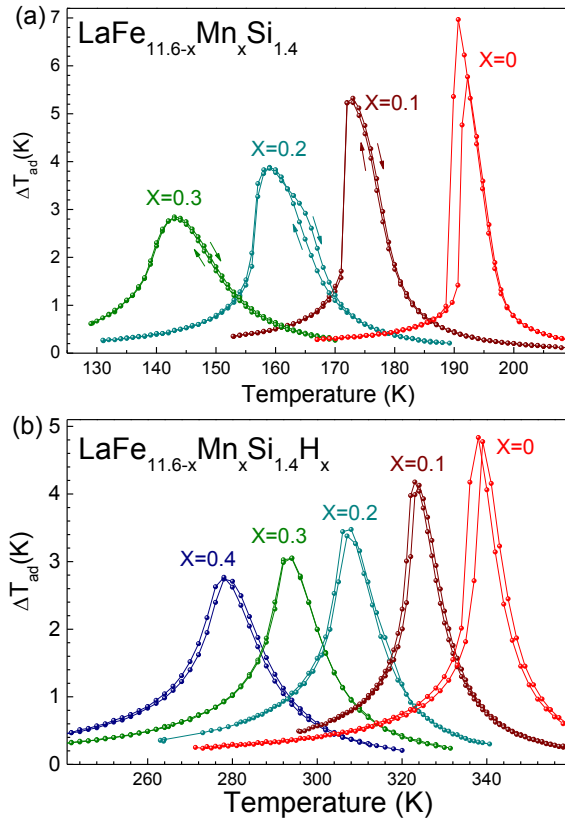 (a)
LaFe11.6-xMnxSi1.4
X=0
X=0.1
X=0.2
X=0.3
ΔTad(K)
7
6
5
4
3
2
1
0
130 140 150 160 170 180 190 200
Temperature (K)
(b)
LaFe11.6-xMnxSi1.4Hx
X=0
X=0.1
X=0.2
X=0.3
X=0.4
ΔTad(K)
5
4
3
2
1
0
260 280 300 320 340
Temperature (K)